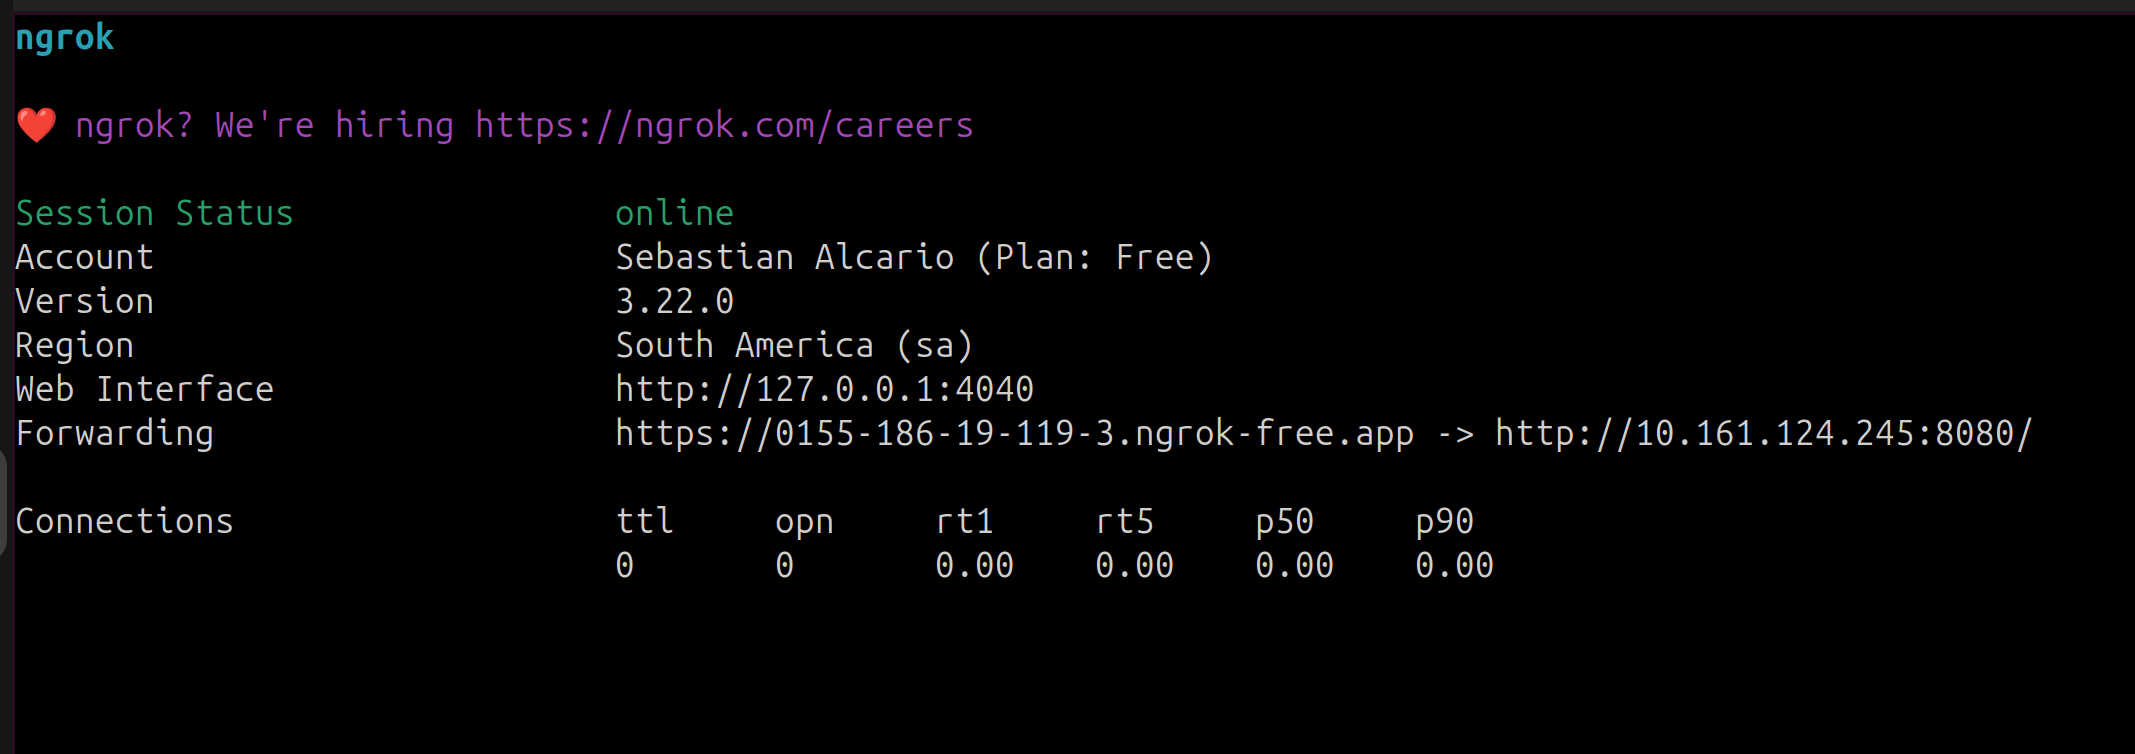 ngrok
❤️ ngrok? We're hiring https://ngrok.com/careers
Session Status online
Account Sebastian Alcario (Plan: Free)
Version 3.22.0
Region South America (sa)
Web Interface http://127.0.0.1:4040
Forwarding https://0155-186-19-119-3.ngrok-free.app -> http://10.161.124.245:8080/
Connections ttl opn rt1 rt5 p50 p90
0 0 0.00 0.00 0.00 0.00